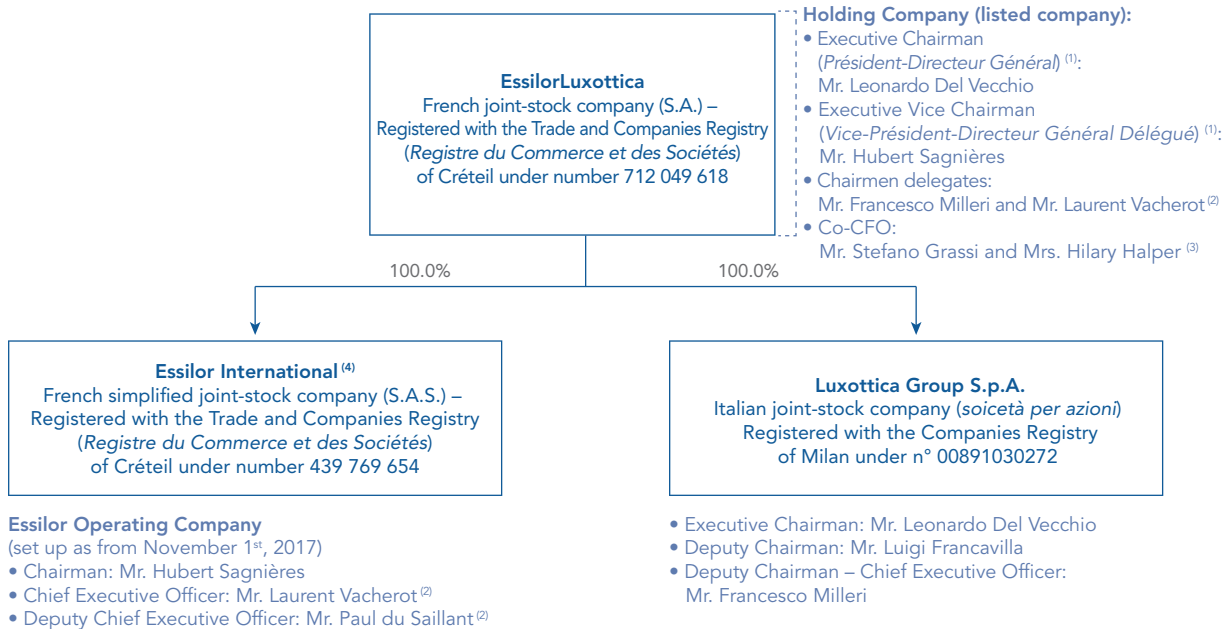 EssilorLuxottica
French joint-stock company (S.A.) –
Registered with the Trade and Companies Registry
(Registre du Commerce et des Sociétés)
of Créteil under number 712 049 618
Holding Company (listed company):
• Executive Chairman
(Président-Directeur Général) (1):
Mr. Leonardo Del Vecchio
• Executive Vice Chairman
(Vice-Président-Directeur Général Délégué) (1):
Mr. Hubert Sagnières
• Chairmen delegates:
Mr. Francesco Milleri and Mr. Laurent Vacherot (2)
• Co-CFO:
Mr. Stefano Grassi and Mrs. Hilary Halper (3)
100.0%
100.0%
Essilor International (4)
French simplified joint-stock company (S.A.S.) –
Registered with the Trade and Companies Registry
(Registre du Commerce et des Sociétés)
of Créteil under number 439 769 654
Luxottica Group S.p.A.
Italian joint-stock company (soicetà per azioni)
Registered with the Companies Registry
of Milan under n° 00891030272
Essilor Operating Company
(set up as from November 1st, 2017)
• Chairman: Mr. Hubert Sagnières
• Chief Executive Officer: Mr. Laurent Vacherot (2)
• Deputy Chief Executive Officer: Mr. Paul du Saillant (2)
• Executive Chairman: Mr. Leonardo Del Vecchio
• Deputy Chairman: Mr. Luigi Francavilla
• Deputy Chairman – Chief Executive Officer:
Mr. Francesco Milleri